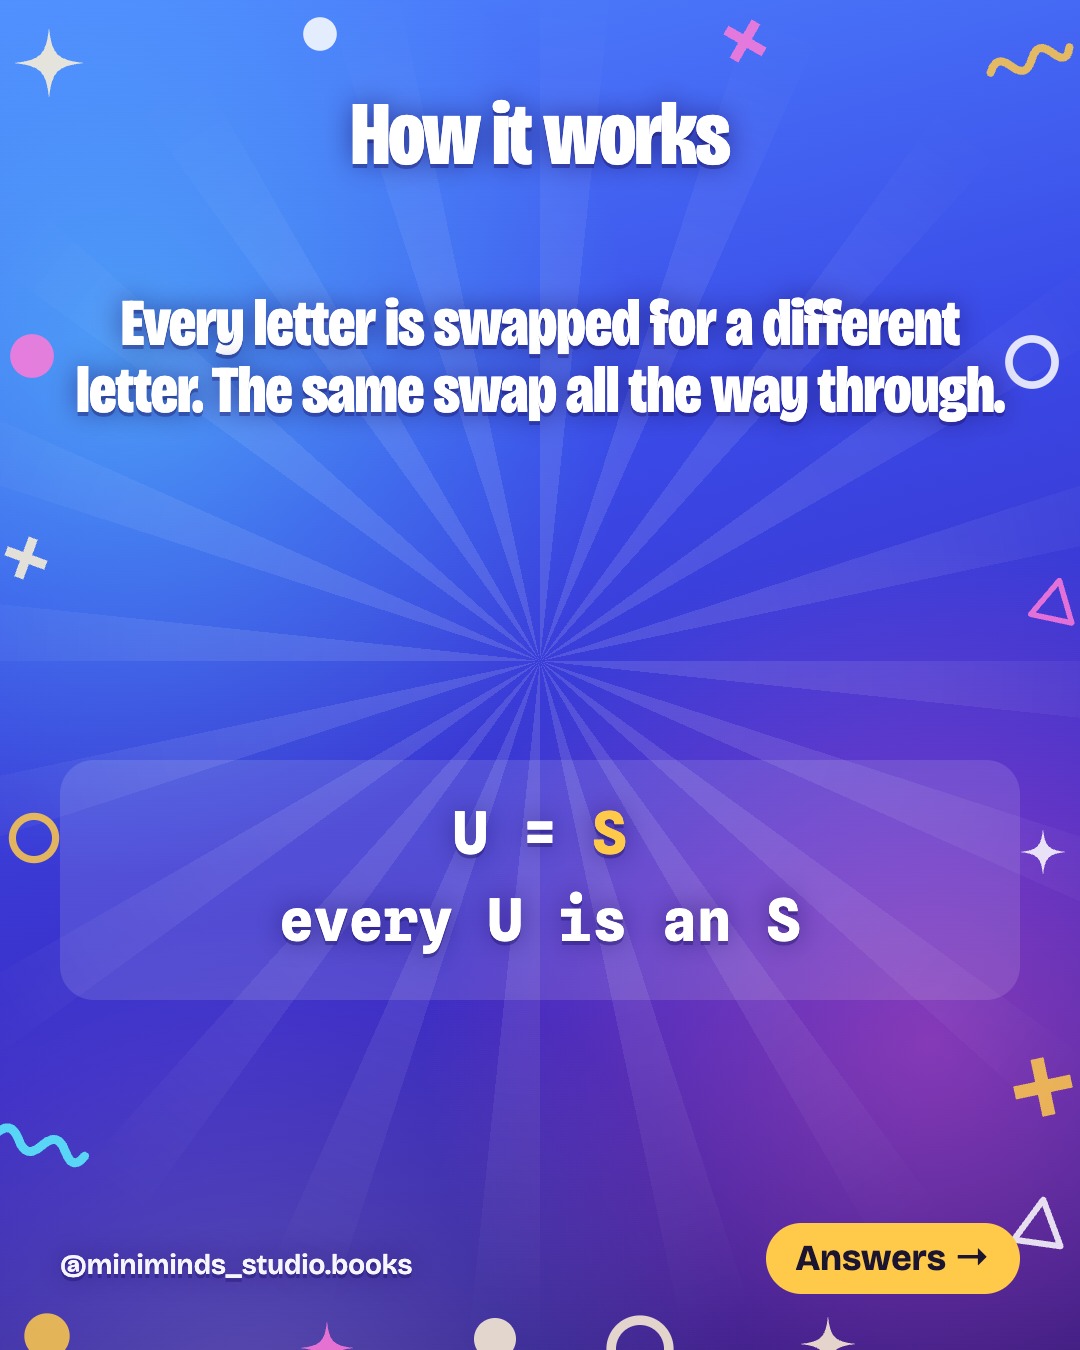 How it works
Every letter is swapped for a different
letter. The same swap all the way through.
U = S
every U is an S
@miniminds_studio.books
Answers →